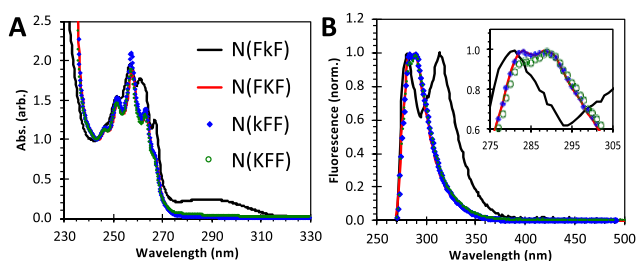 A
2.5
2.0
1.5
1.0
0.5
0.0
Abs. (arb.)
230 250 270 290 310 330
Wavelength (nm)
N(FkF)
N(FKF)
N(kFF)
N(KFF)
B
1.2
1.0
0.8
0.6
0.4
0.2
0.0
Fluorescence (norm.)
250 300 350 400 450 500
Wavelength (nm)
1.0
0.8
0.6
275 285 295 305